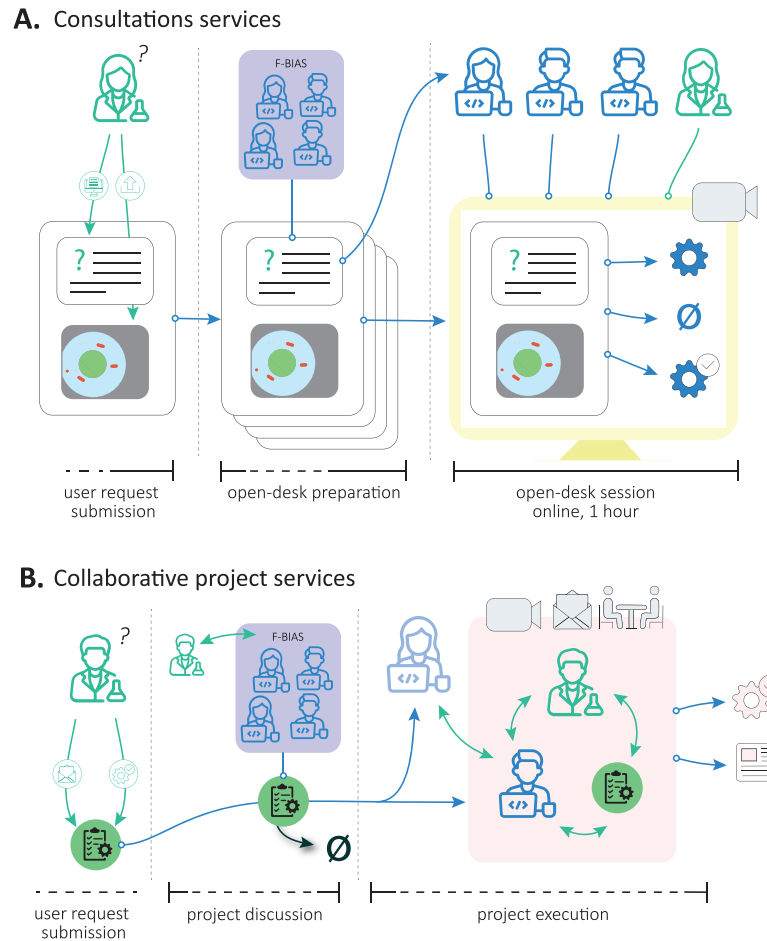 A. Consultations services
?
F-BIAS
</>
</>
</>
</>
</>
</>
</>
?
?
?
Ø
user request
submission
open-desk preparation
open-desk session
online, 1 hour
B. Collaborative project services
?
F-BIAS
</>
</>
</>
</>
</>
</>
Ø
user request
submission
project discussion
project execution